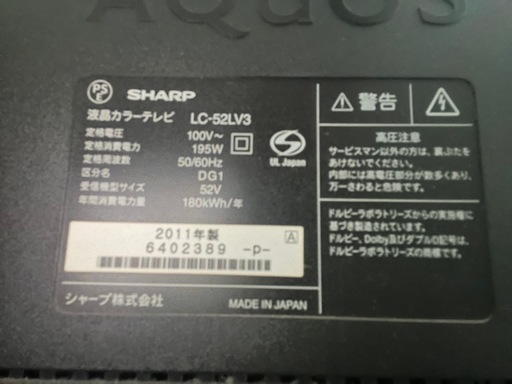 AQUOS
PSE
SHARP
液晶カラーテレビ LC-52LV3
定格電圧 100V～
定格消費電力 195W
定格周波数 50/60Hz
区分名 DG1
受信機型サイズ 52V
年間消費電力量 180kWh/年
S
UL Japan
2011年製 A
6402389 -p-
シャープ株式会社
MADE IN JAPAN
警告
高圧注意
サービスマン以外の方は、裏ぶたを
あけないでください。
内部には高電圧部分が数多くあり、
万一さわると危険です。
ドルビーラボラトリーズからの実施権に
基づき製造されています。
ドルビー、Dolby及びダブルD記号は、
ドルビーラボラトリーズの商標です。